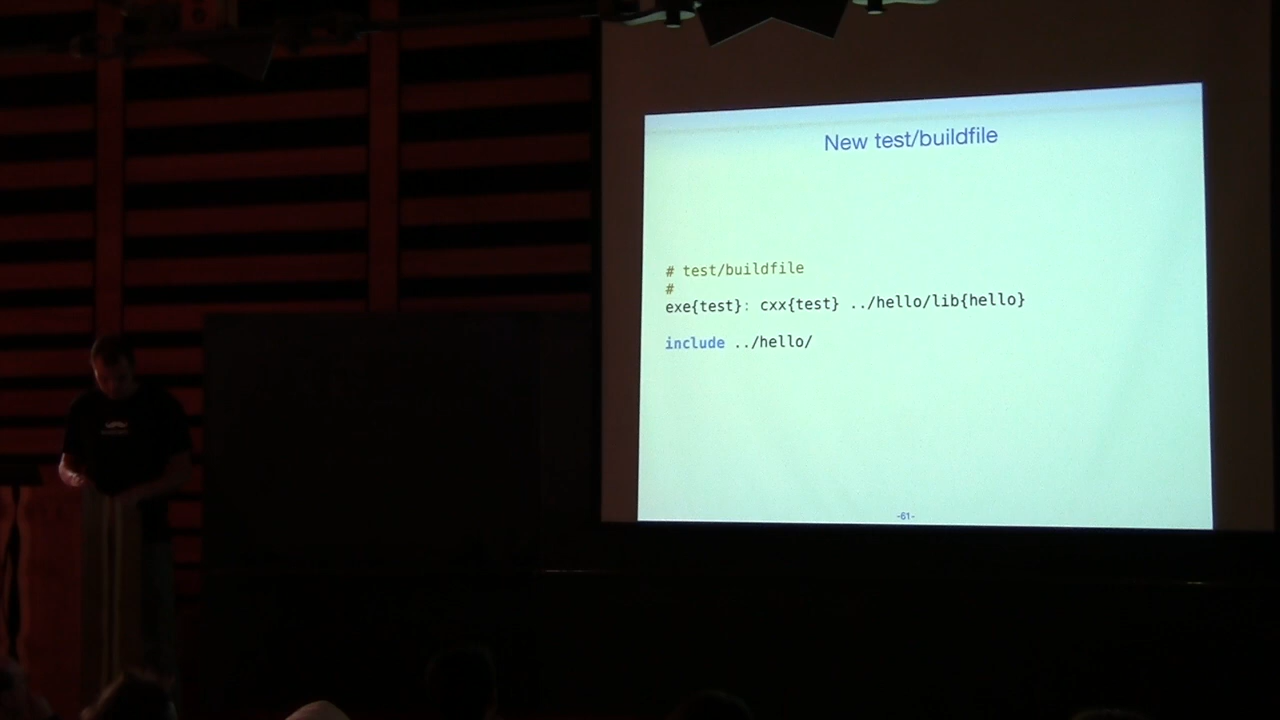 New test/buildfile
# test/buildfile
#
exe{test}: cxx{test} ../hello/lib{hello}
include ../hello/
-61-